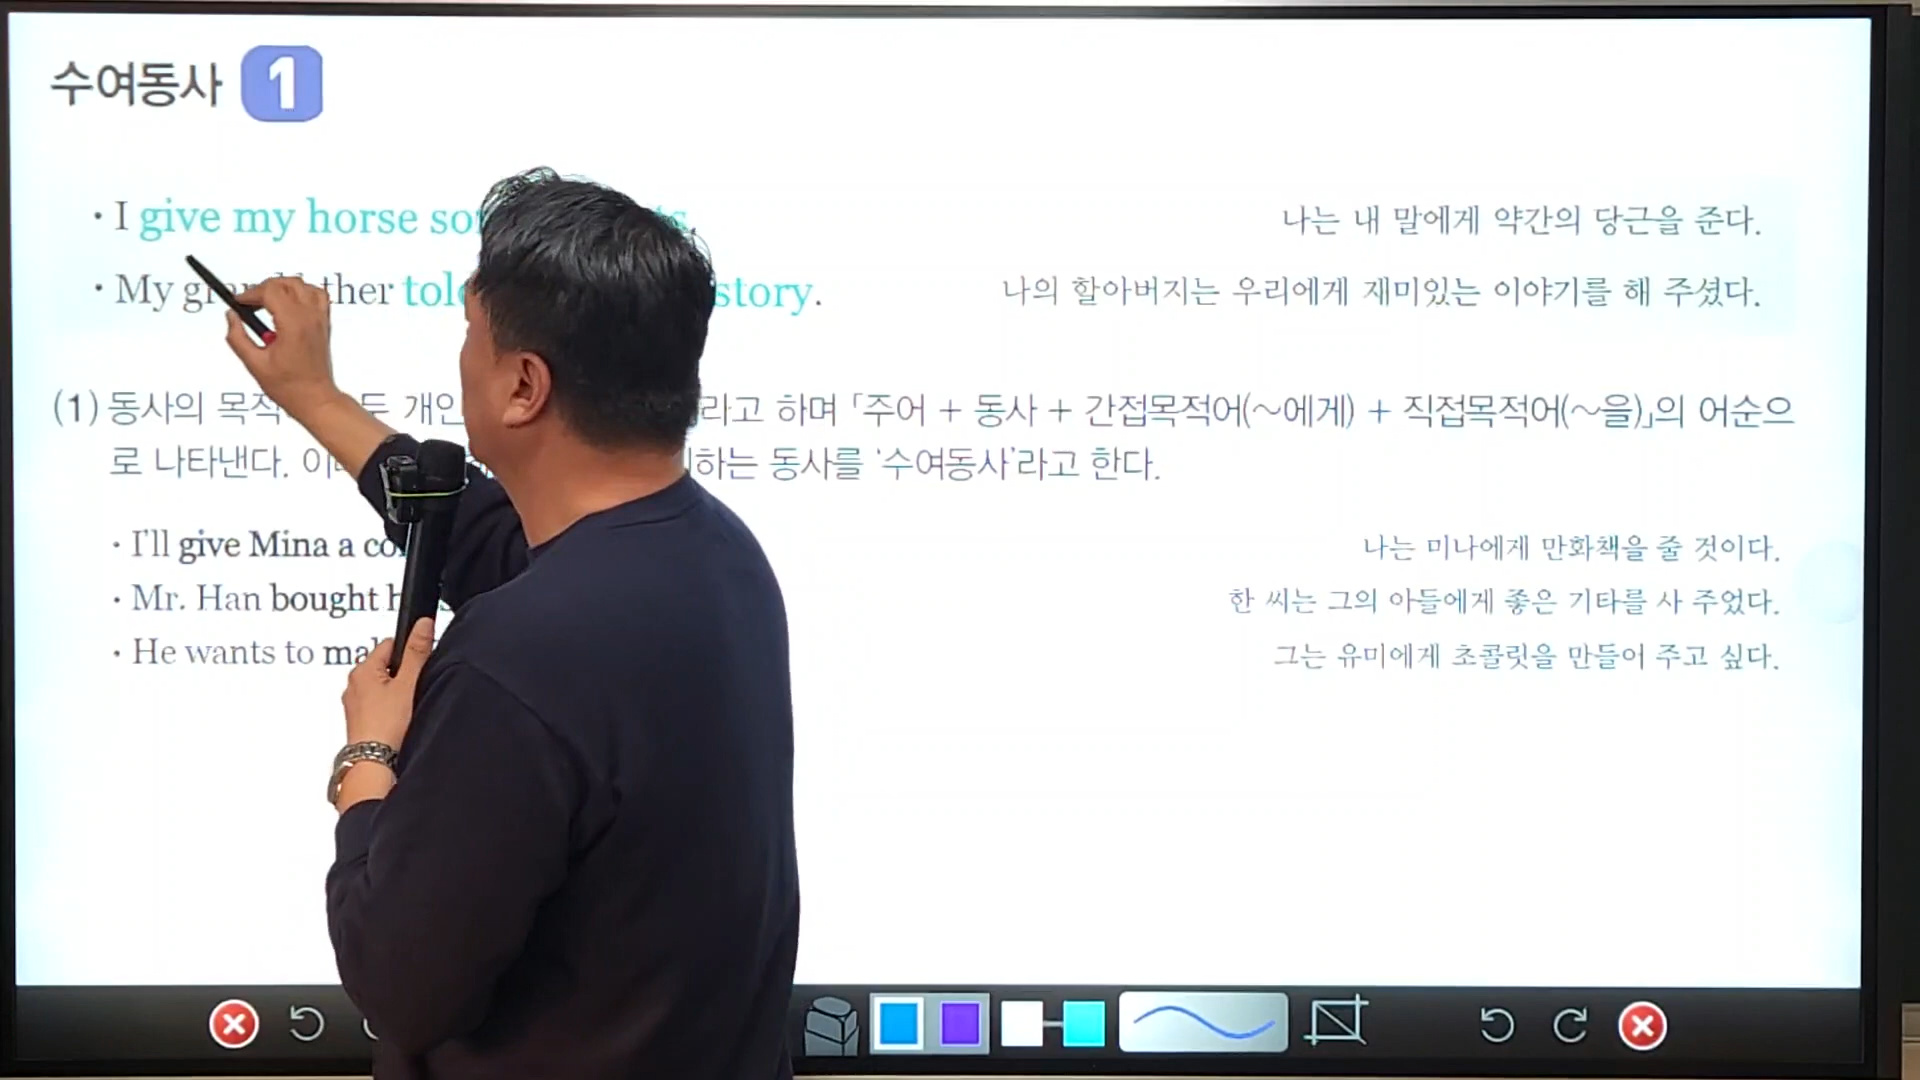 수여동사 1
· I give my horse
나는 내 말에게 약간의 당근을 준다.
· My told story.
나의 할아버지는 우리에게 재미있는 이야기를 해 주셨다.
(1) 동사의 라고 하며 「주어 + 동사 + 간접목적어(~에게) + 직접목적어(~을)」의 어순으
로 나타낸다. 하는 동사를 '수여동사'라고 한다.
· I'll give Mina a
나는 미나에게 만화책을 줄 것이다.
· Mr. Han bought
한 씨는 그의 아들에게 좋은 기타를 사 주었다.
· He wants to
그는 유미에게 초콜릿을 만들어 주고 싶다.